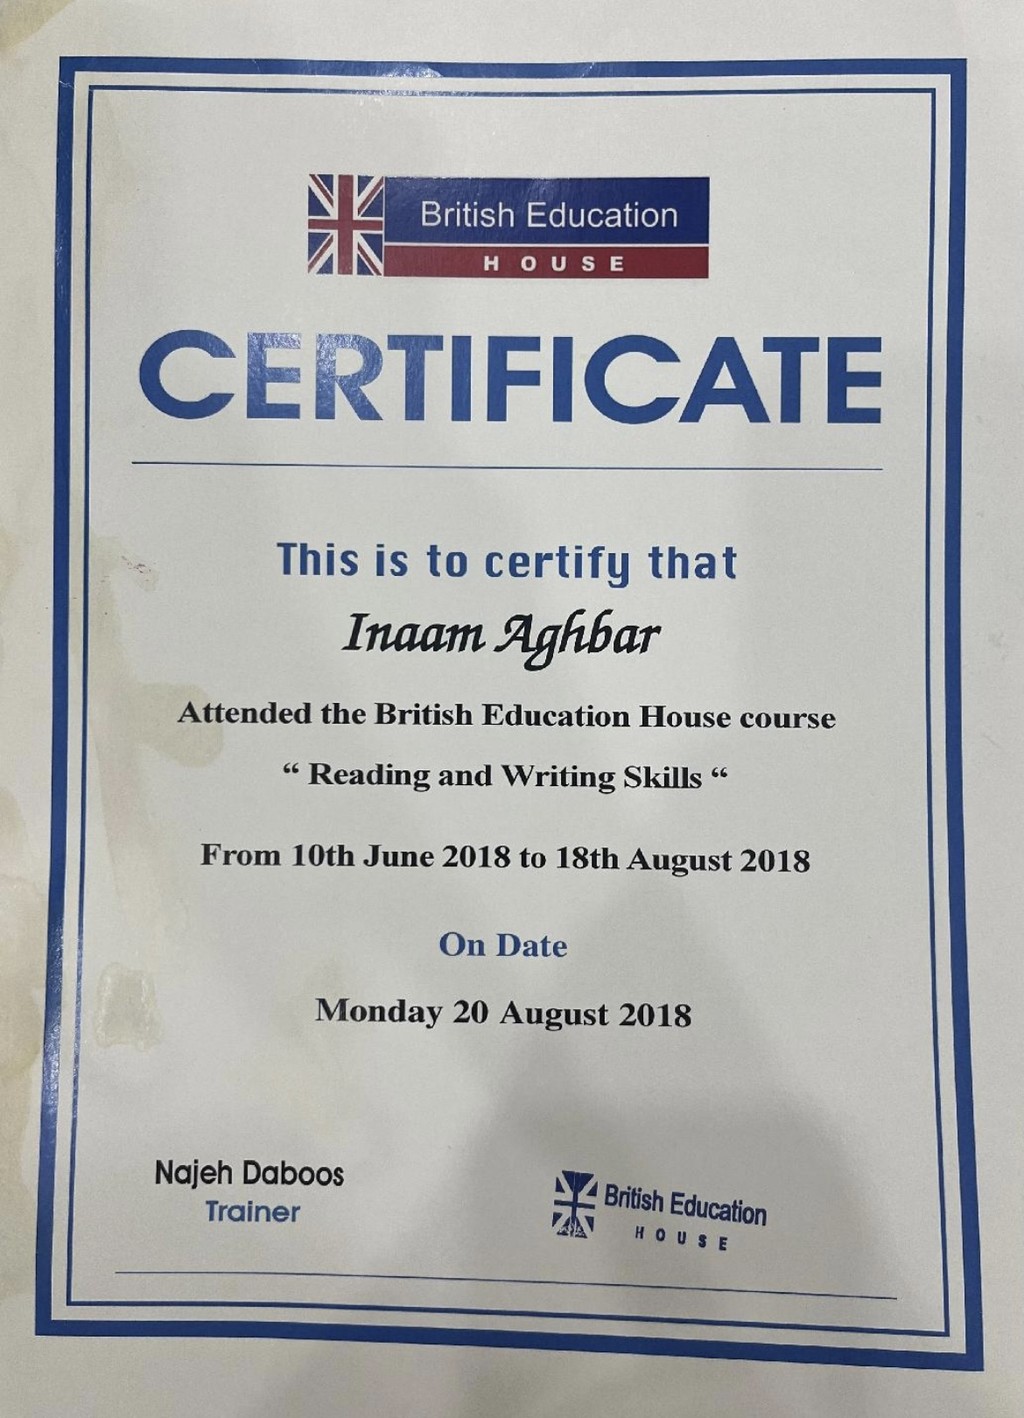 British Education
HOUSE
CERTIFICATE
This is to certify that
Inaam Aghbar
Attended the British Education House course
“ Reading and Writing Skills “
From 10th June 2018 to 18th August 2018
On Date
Monday 20 August 2018
Najeh Daboos
Trainer
British Education
HOUSE